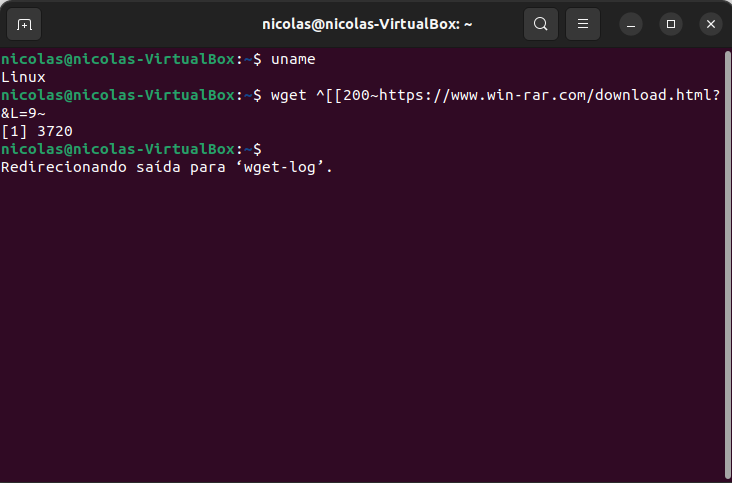 nicolas@nicolas-VirtualBox: ~
nicolas@nicolas-VirtualBox:~$ uname
Linux
nicolas@nicolas-VirtualBox:~$ wget ^[[200~https://www.win-rar.com/download.html?
&L=9~
[1] 3720
nicolas@nicolas-VirtualBox:~$
Redirecionando saída para ‘wget-log’.